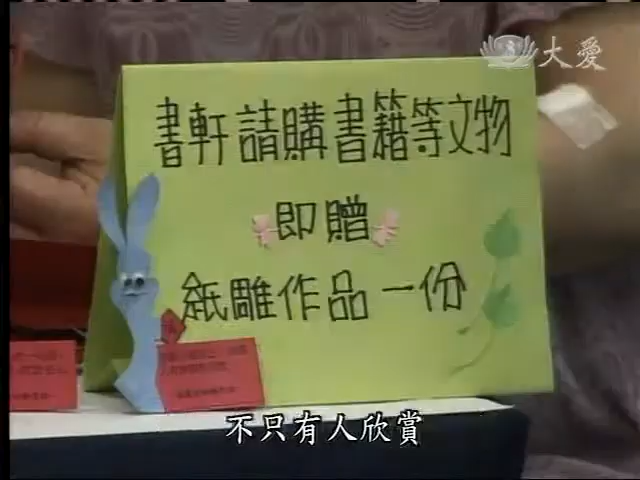 大愛
書軒請購書籍等文物
即贈
紙雕作品一份
不只有人欣賞